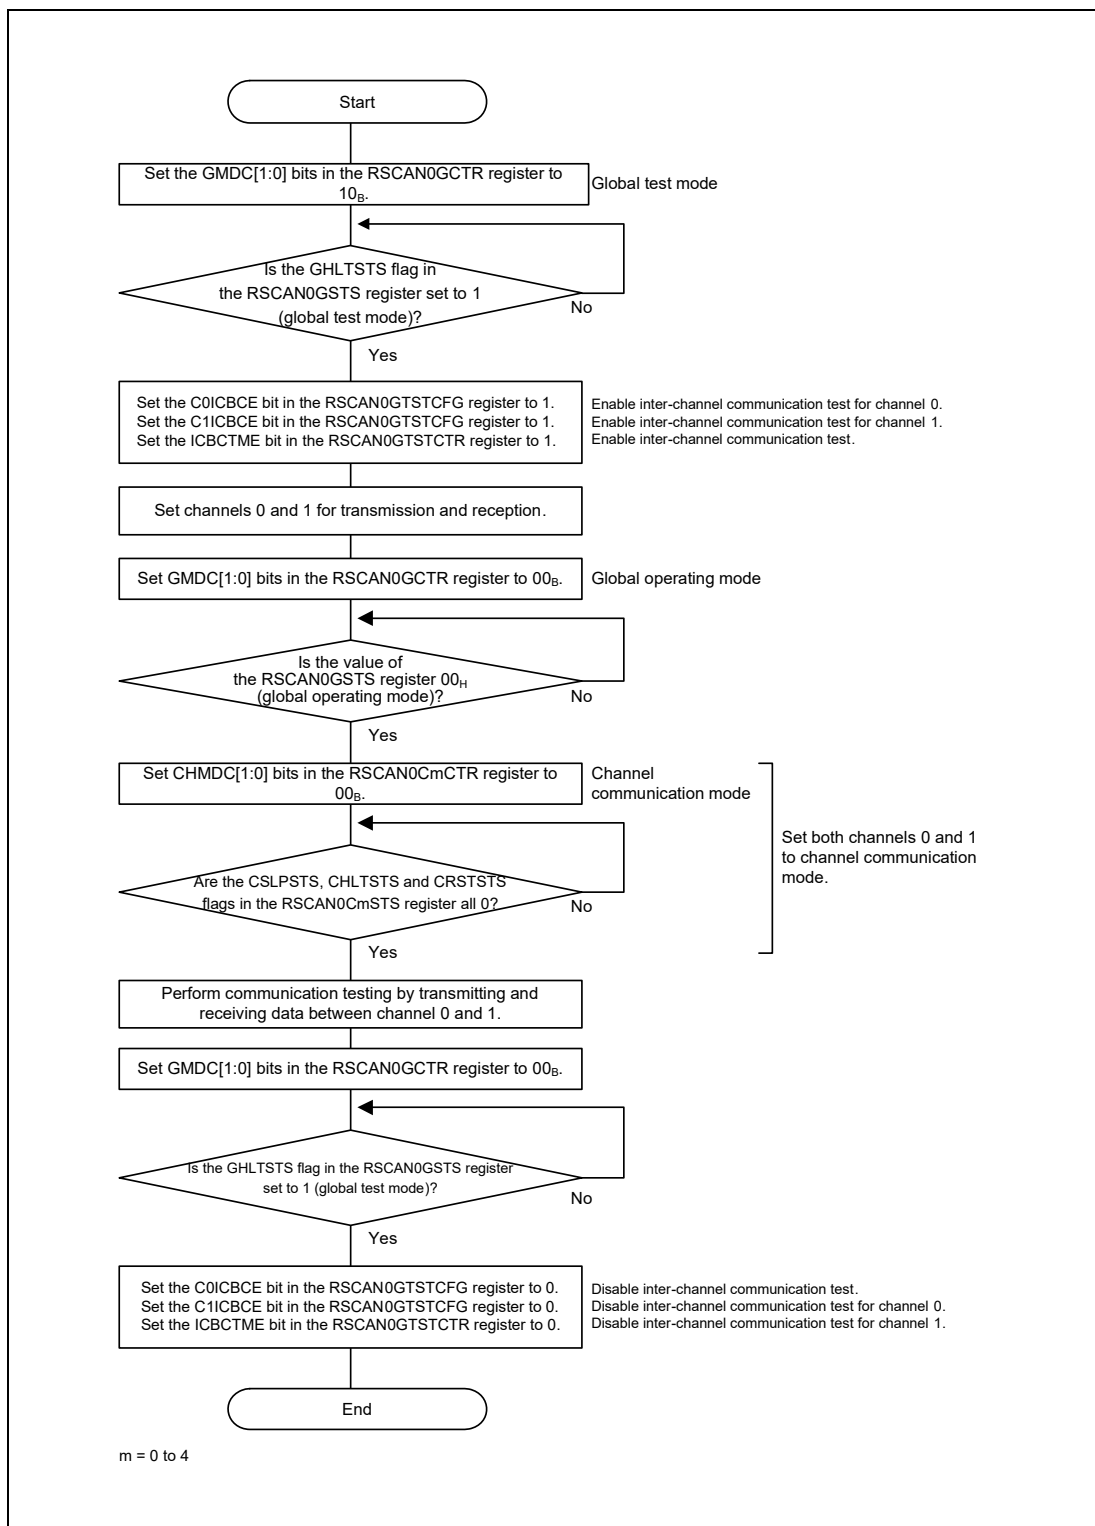 Start
Set the GMDC[1:0] bits in the RSCAN0GCTR register to
10B.
Global test mode
Is the GHLTSTS flag in
the RSCAN0GSTS register set to 1
(global test mode)?
No
Yes
Set the C0ICBCE bit in the RSCAN0GTSTCFG register to 1.
Set the C1ICBCE bit in the RSCAN0GTSTCFG register to 1.
Set the ICBCTME bit in the RSCAN0GTSTCTR register to 1.
Enable inter-channel communication test for channel 0.
Enable inter-channel communication test for channel 1.
Enable inter-channel communication test.
Set channels 0 and 1 for transmission and reception.
Set GMDC[1:0] bits in the RSCAN0GCTR register to 00B.
Global operating mode
Is the value of
the RSCAN0GSTS register 00H
(global operating mode)?
No
Yes
Set CHMDC[1:0] bits in the RSCAN0CmCTR register to
00B.
Channel
communication mode
Are the CSLPSTS, CHLTSTS and CRSTSTS
flags in the RSCAN0CmSTS register all 0?
No
Yes
Set both channels 0 and 1
to channel communication
mode.
Perform communication testing by transmitting and
receiving data between channel 0 and 1.
Set GMDC[1:0] bits in the RSCAN0GCTR register to 00B.
Is the GHLTSTS flag in the RSCAN0GSTS register
set to 1 (global test mode)?
No
Yes
Set the C0ICBCE bit in the RSCAN0GTSTCFG register to 0.
Set the C1ICBCE bit in the RSCAN0GTSTCFG register to 0.
Set the ICBCTME bit in the RSCAN0GTSTCTR register to 0.
Disable inter-channel communication test.
Disable inter-channel communication test for channel 0.
Disable inter-channel communication test for channel 1.
End
m = 0 to 4